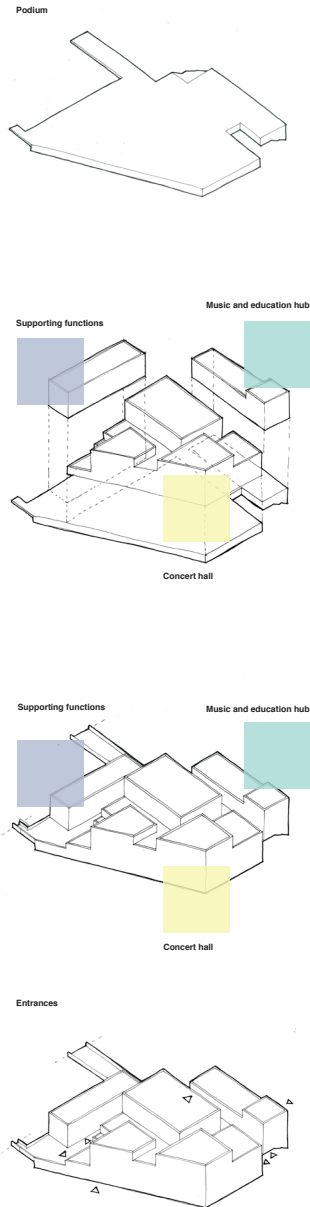 Podium
Music and education hub
Supporting functions
Concert hall
Supporting functions
Music and education hub
Concert hall
Entrances